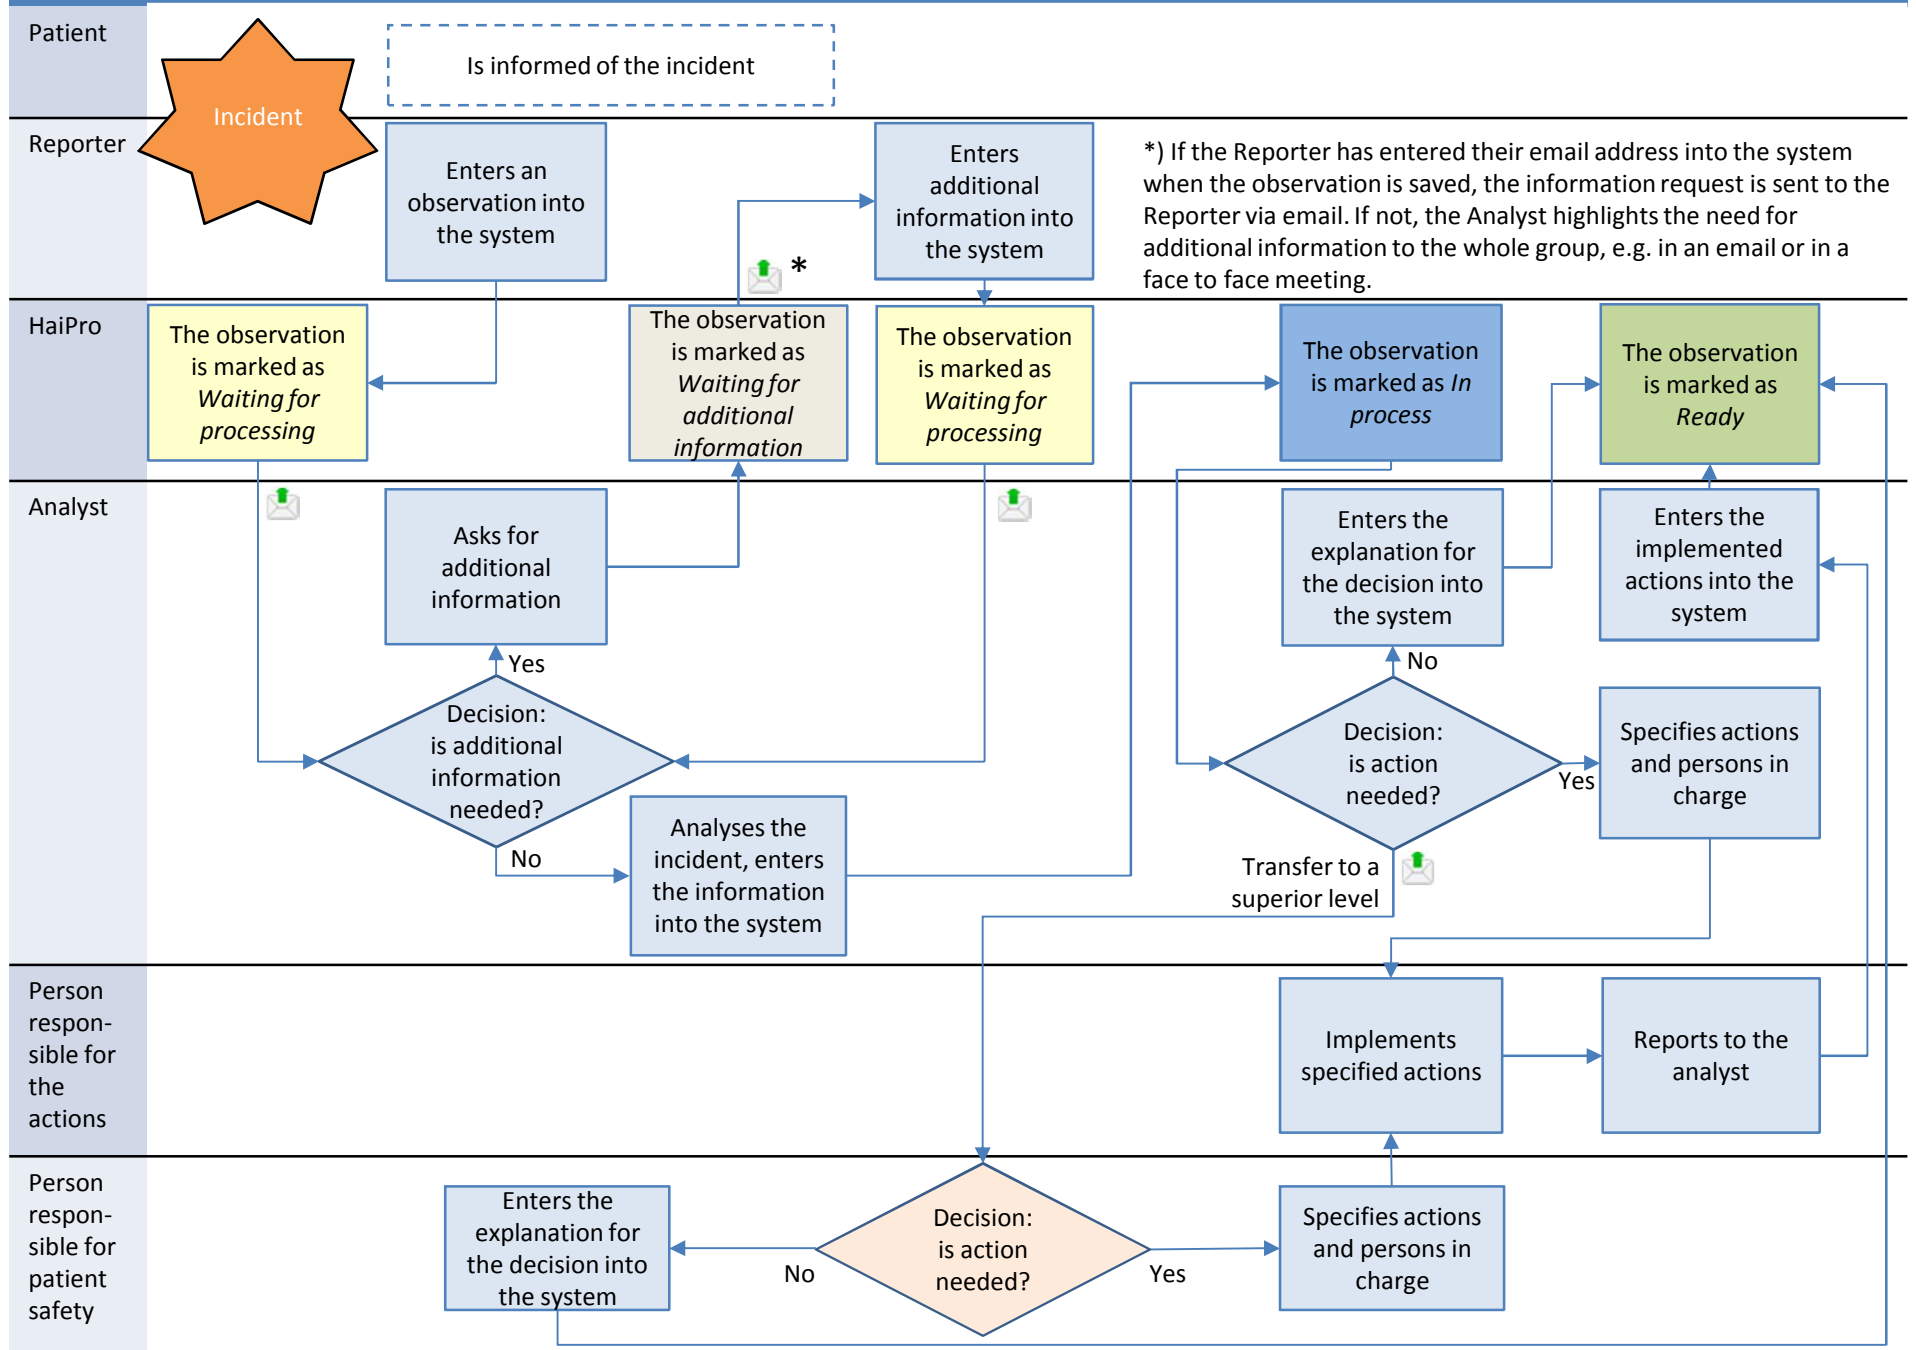 Patient
Incident
Is informed of the incident
Reporter
Enters an
observation into
the system
*
Enters
additional
information into
the system
*) If the Reporter has entered their email address into the system
when the observation is saved, the information request is sent to the
Reporter via email. If not, the Analyst highlights the need for
additional information to the whole group, e.g. in an email or in a
face to face meeting.
HaiPro
The observation
is marked as
Waiting for
processing
The observation
is marked as
Waiting for
additional
information
The observation
is marked as
Waiting for
processing
The observation
is marked as In
process
The observation
is marked as
Ready
Analyst
Asks for
additional
information
Yes
Decision:
is additional
information
needed?
No
Analyses the
incident, enters
the information
into the system
Enters the
explanation for
the decision into
the system
No
Decision:
is action
needed?
Yes
Transfer to a
superior level
Enters the
implemented
actions into the
system
Specifies actions
and persons in
charge
Person
respon-
sible for
the
actions
Implements
specified actions
Reports to the
analyst
Person
respon-
sible for
patient
safety
Enters the
explanation for
the decision into
the system
No
Decision:
is action
needed?
Yes
Specifies actions
and persons in
charge